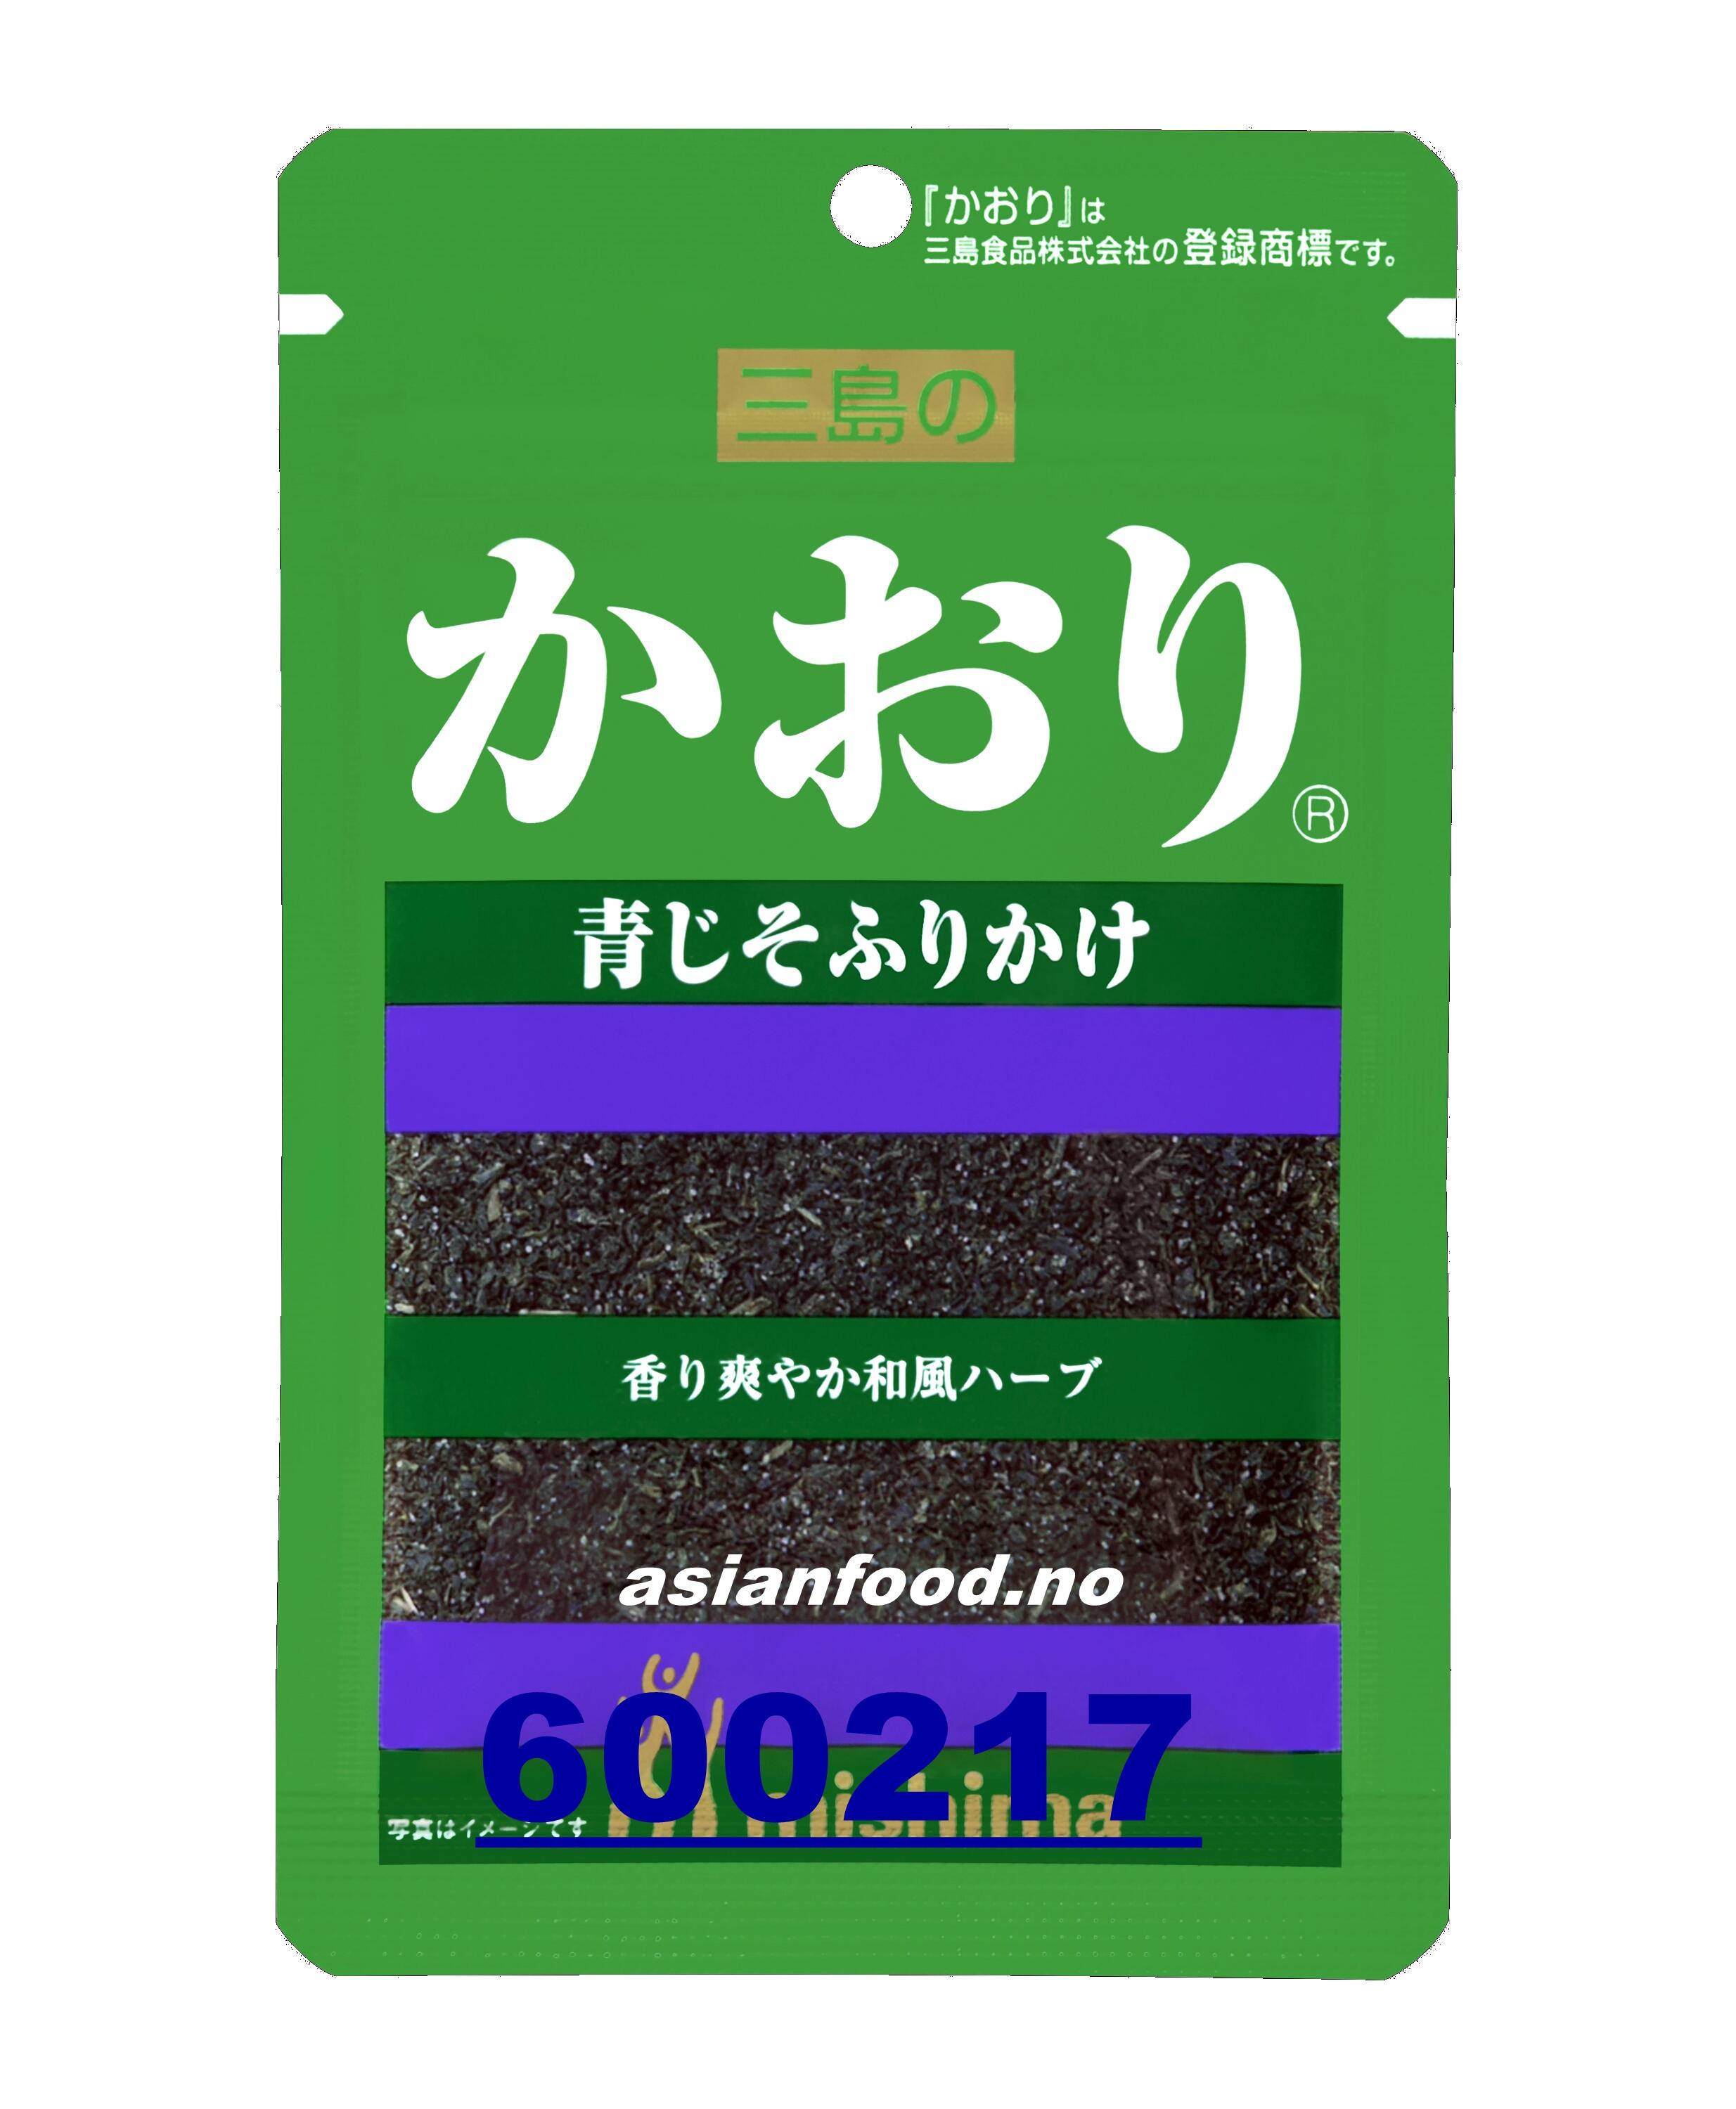 『かおり』は
三島食品株式会社の登録商標です。
三島の
かおり®
青じそふりかけ
香り爽やか和風ハーブ
asianfood.no
600217
mishima
写真はイメージです